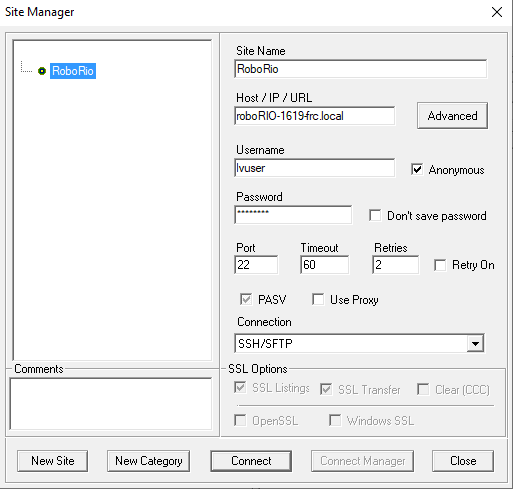 Site Manager
RoboRio
Site Name
RoboRio
Host / IP / URL
roboRIO-1619-frc.local
Advanced
Username
lvuser
Anonymous
Password
********
Don't save password
Port Timeout Retries
22 60 2 Retry On
PASV Use Proxy
Connection
SSH/SFTP
Comments
SSL Options
SSL Listings SSL Transfer Clear (CCC)
OpenSSL Windows SSL
New Site New Category Connect Connect Manager Close